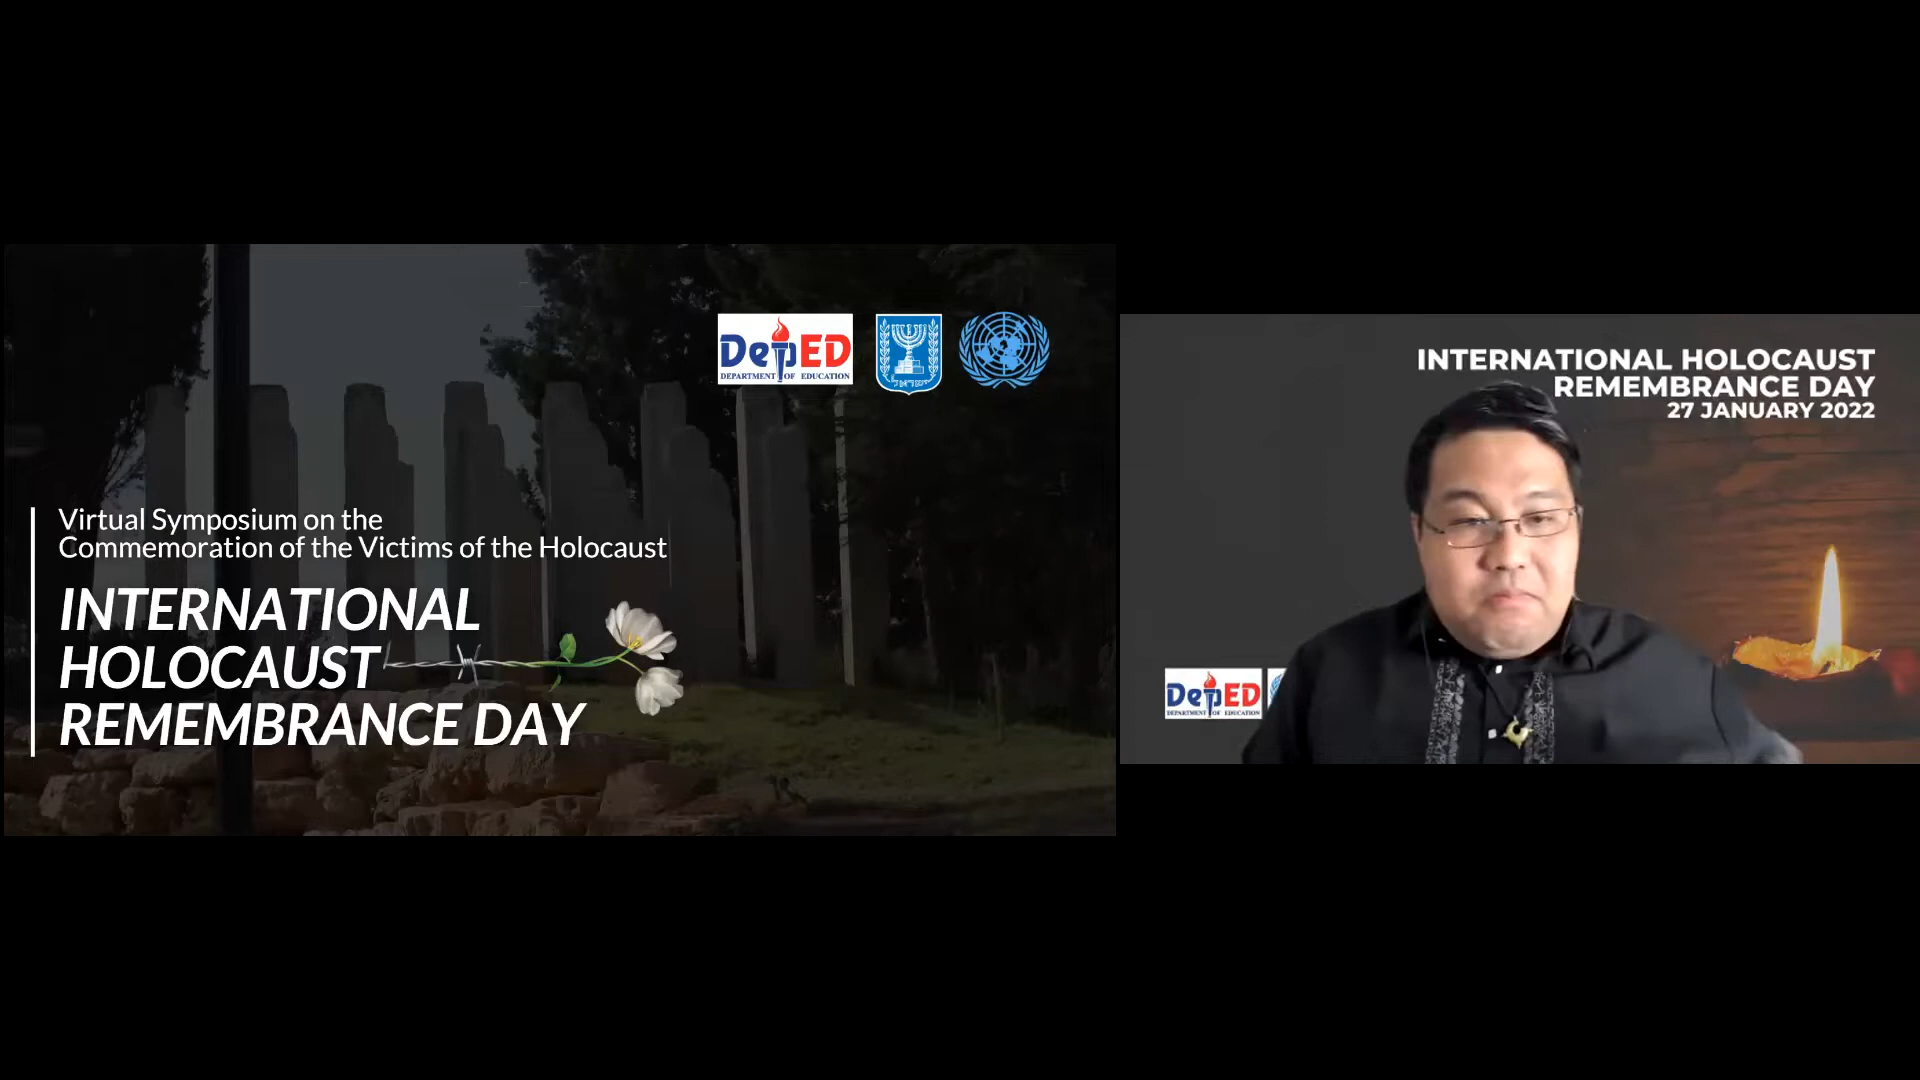 DepED
DEPARTMENT OF EDUCATION
ישראל
Virtual Symposium on the
Commemoration of the Victims of the Holocaust
INTERNATIONAL
HOLOCAUST
REMEMBRANCE DAY
INTERNATIONAL HOLOCAUST
REMEMBRANCE DAY
27 JANUARY 2022
DepED
DEPARTMENT OF EDUCATION